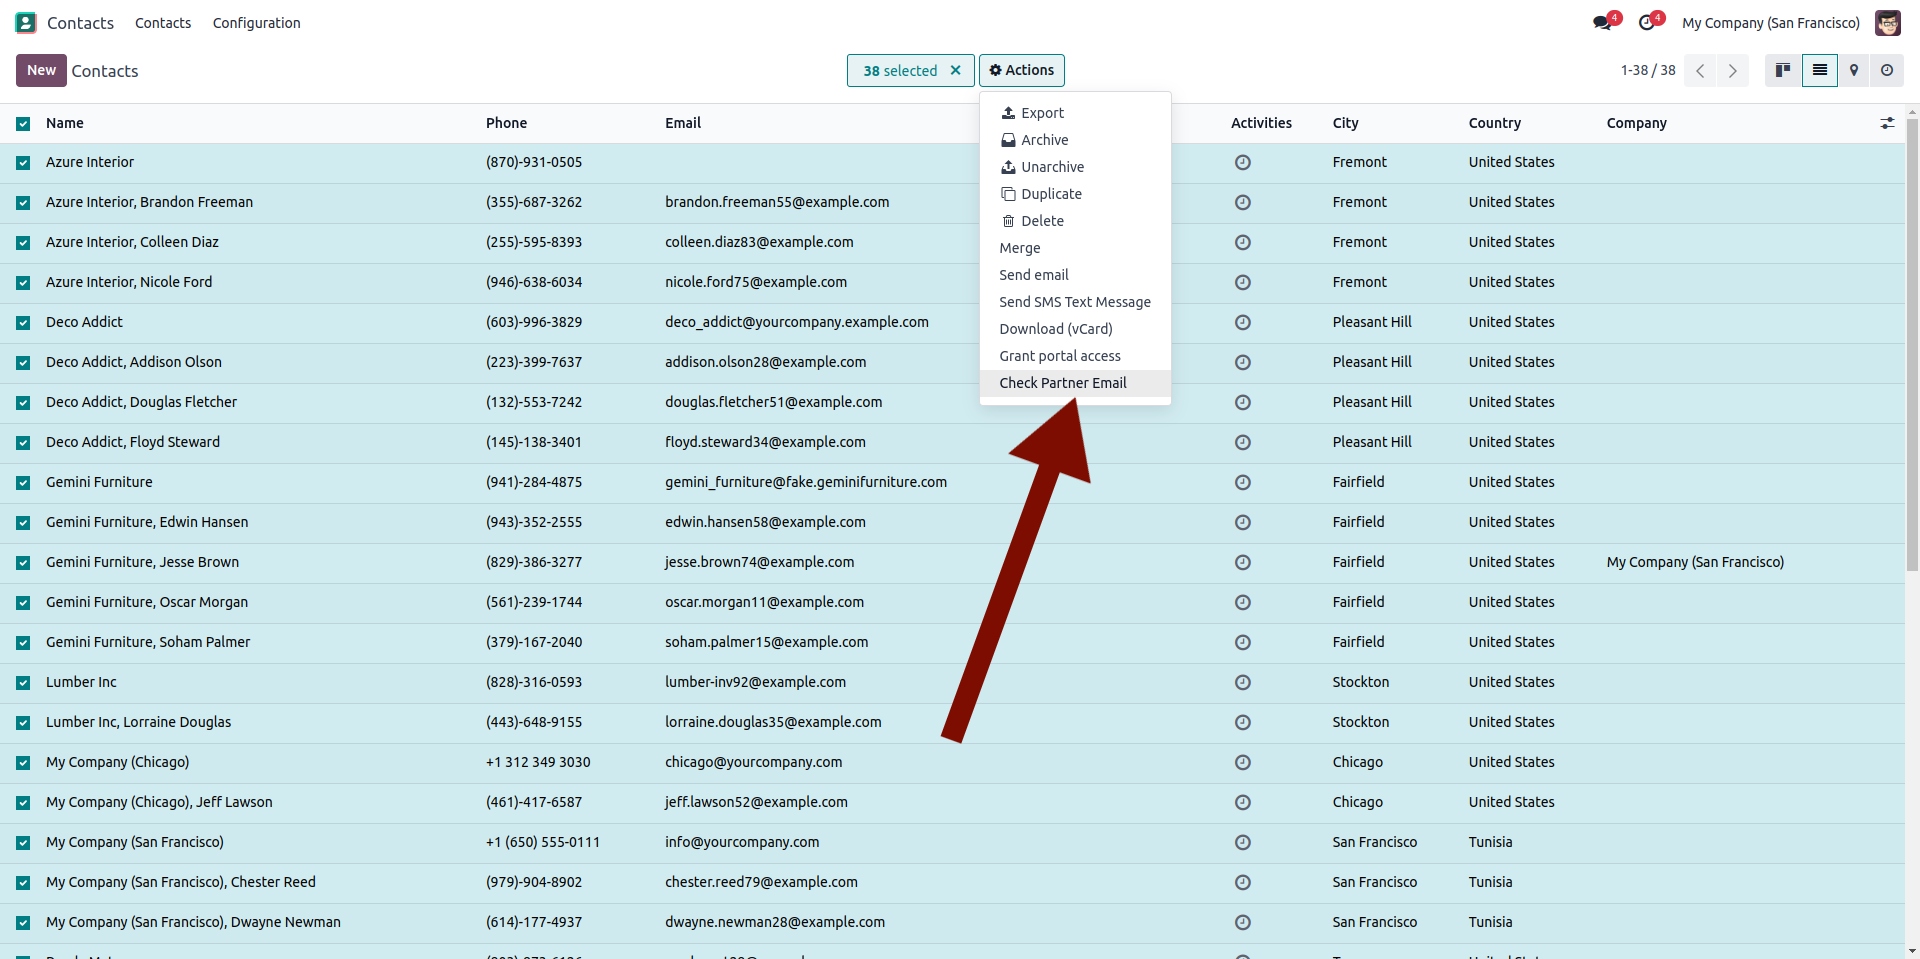 Contacts Contacts Configuration 4 4 My Company (San Francisco)
New Contacts 38 selected Actions 1-38 / 38
Export
Archive
Unarchive
Duplicate
Delete
Merge
Send email
Send SMS Text Message
Download (vCard)
Grant portal access
Check Partner Email
Name Phone Email Activities City Country Company
Azure Interior (870)-931-0505 Fremont United States
Azure Interior, Brandon Freeman (355)-687-3262 brandon.freeman55@example.com Fremont United States
Azure Interior, Colleen Diaz (255)-595-8393 colleen.diaz83@example.com Fremont United States
Azure Interior, Nicole Ford (946)-638-6034 nicole.ford75@example.com Fremont United States
Deco Addict (603)-996-3829 deco_addict@yourcompany.example.com Pleasant Hill United States
Deco Addict, Addison Olson (223)-399-7637 addison.olson28@example.com Pleasant Hill United States
Deco Addict, Douglas Fletcher (132)-553-7242 douglas.fletcher51@example.com Pleasant Hill United States
Deco Addict, Floyd Steward (145)-138-3401 floyd.steward34@example.com Pleasant Hill United States
Gemini Furniture (941)-284-4875 gemini_furniture@fake.geminifurniture.com Fairfield United States
Gemini Furniture, Edwin Hansen (943)-352-2555 edwin.hansen58@example.com Fairfield United States
Gemini Furniture, Jesse Brown (829)-386-3277 jesse.brown74@example.com Fairfield United States My Company (San Francisco)
Gemini Furniture, Oscar Morgan (561)-239-1744 oscar.morgan11@example.com Fairfield United States
Gemini Furniture, Soham Palmer (379)-167-2040 soham.palmer15@example.com Fairfield United States
Lumber Inc (828)-316-0593 lumber-inv92@example.com Stockton United States
Lumber Inc, Lorraine Douglas (443)-648-9155 lorraine.douglas35@example.com Stockton United States
My Company (Chicago) +1 312 349 3030 chicago@yourcompany.com Chicago United States
My Company (Chicago), Jeff Lawson (461)-417-6587 jeff.lawson52@example.com Chicago United States
My Company (San Francisco) +1 (650) 555-0111 info@yourcompany.com San Francisco Tunisia
My Company (San Francisco), Chester Reed (979)-904-8902 chester.reed79@example.com San Francisco Tunisia
My Company (San Francisco), Dwayne Newman (614)-177-4937 dwayne.newman28@example.com San Francisco Tunisia